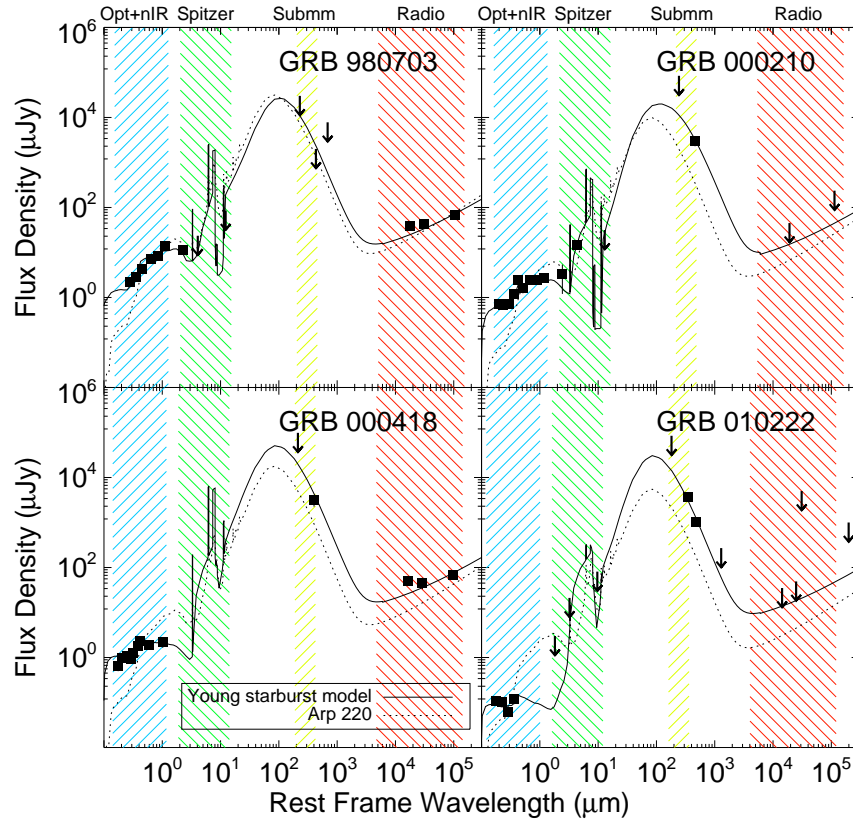 Opt+nIR Spitzer Submm Radio Opt+nIR Spitzer Submm Radio
10^6
GRB 980703 GRB 000210
10^4
10^2
10^0
Flux Density (μJy)
10^6
GRB 000418 GRB 010222
10^4
10^2
10^0
Flux Density (μJy)
Young starburst model
Arp 220
10^0 10^1 10^2 10^3 10^4 10^5 10^0 10^1 10^2 10^3 10^4 10^5
Rest Frame Wavelength (μm)